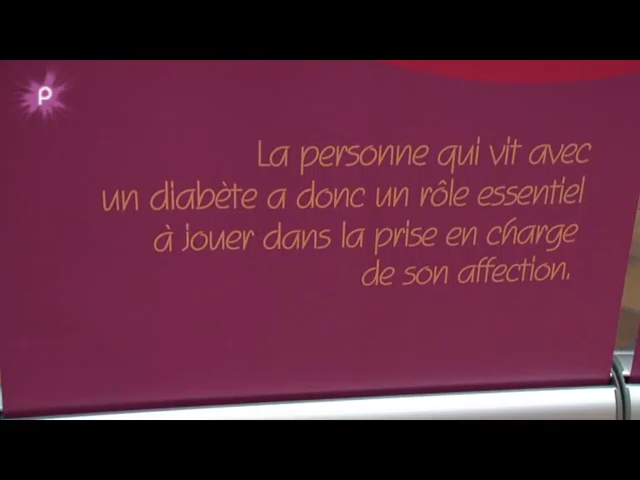 P
La personne qui vit avec
un diabète a donc un rôle essentiel
à jouer dans la prise en charge
de son affection.